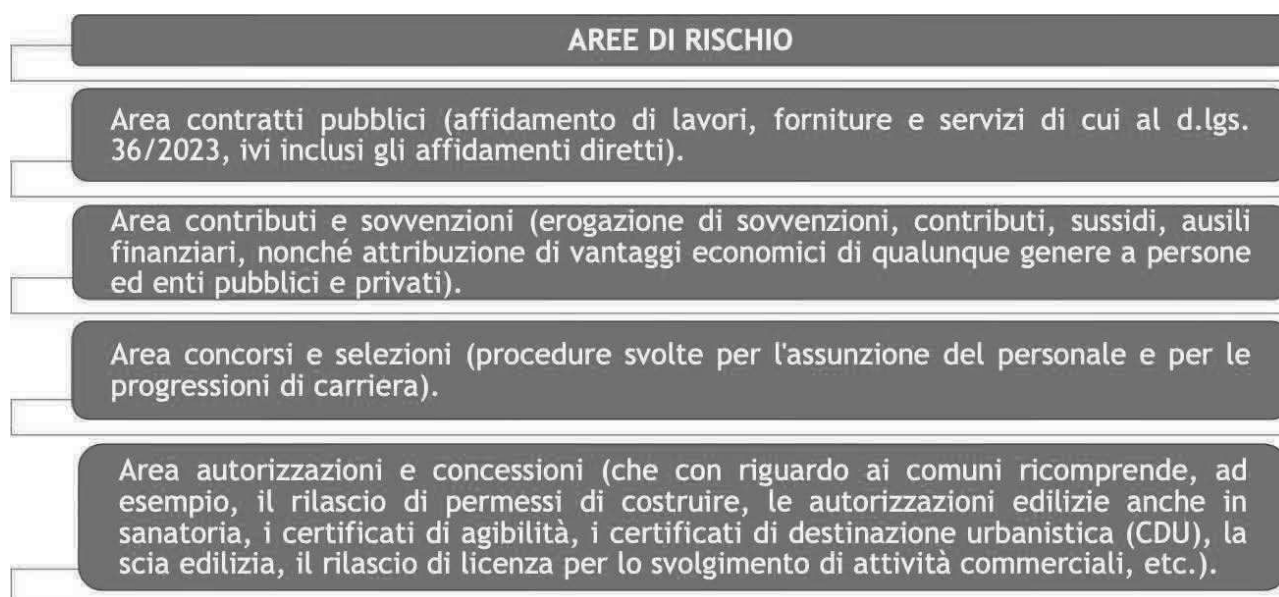 AREE DI RISCHIO
Area contratti pubblici (affidamento di lavori, forniture e servizi di cui al d.lgs.
36/2023, ivi inclusi gli affidamenti diretti).
Area contributi e sovvenzioni (erogazione di sovvenzioni, contributi, sussidi, ausili
finanziari, nonché attribuzione di vantaggi economici di qualunque genere a persone
ed enti pubblici e privati).
Area concorsi e selezioni (procedure svolte per l'assunzione del personale e per le
progressioni di carriera).
Area autorizzazioni e concessioni (che con riguardo ai comuni ricomprende, ad
esempio, il rilascio di permessi di costruire, le autorizzazioni edilizie anche in
sanatoria, i certificati di agibilità, i certificati di destinazione urbanistica (CDU), la
scia edilizia, il rilascio di licenza per lo svolgimento di attività commerciali, etc.).